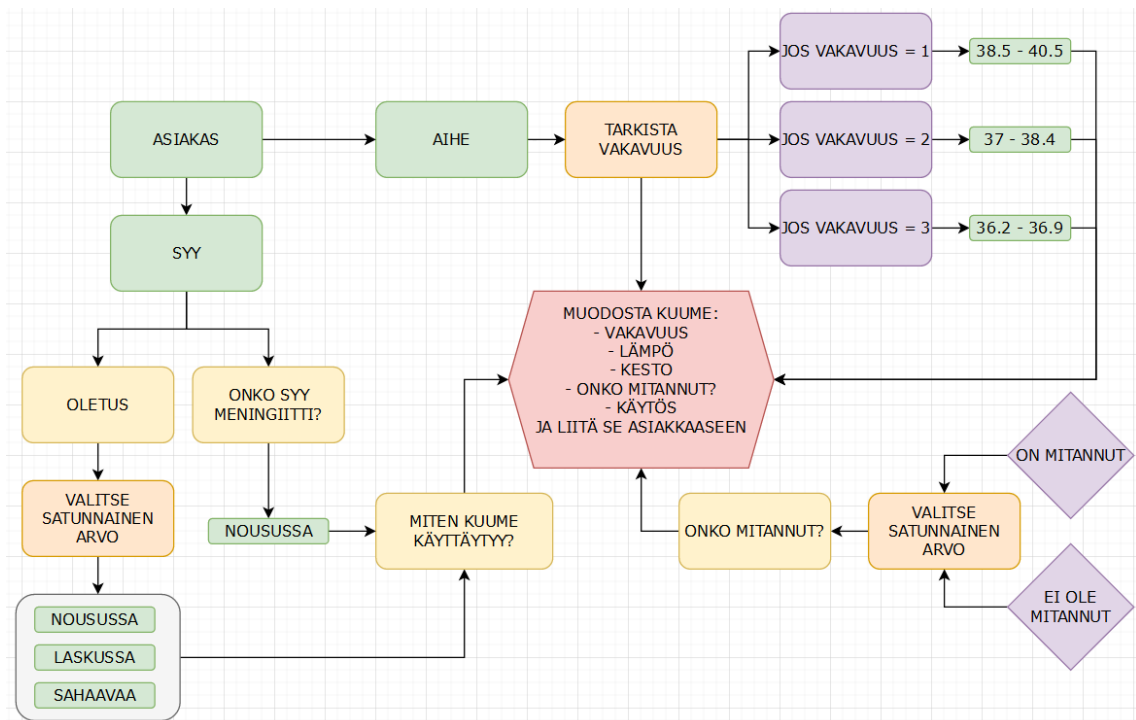 ASIAKAS
AIHE
TARKISTA
VAKAVUUS
JOS VAKAVUUS = 1
38.5 - 40.5
JOS VAKAVUUS = 2
37 - 38.4
JOS VAKAVUUS = 3
36.2 - 36.9
SYY
OLETUS
ONKO SYY
MENINGIITTI?
VALITSE
SATUNNAINEN
ARVO
NOUSUSSA
NOUSUSSA
LASKUSSA
SAHAAVAA
MITEN KUUME
KÄYTTÄYTYY?
MUODOSTA KUUME:
- VAKAVUUS
- LÄMPÖ
- KESTO
- ONKO MITANNUT?
- KÄYTÖS
JA LIITÄ SE ASIAKKAASEEN
ONKO MITANNUT?
VALITSE
SATUNNAINEN
ARVO
ON MITANNUT
EI OLE
MITANNUT